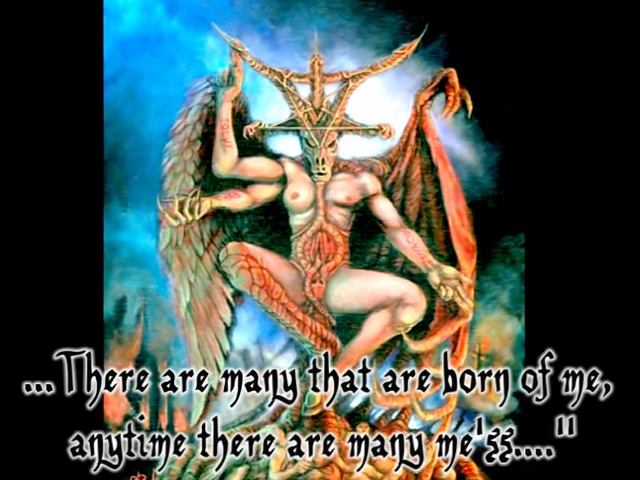 ...There are many that are born of me,
anytime there are many me'§§...."